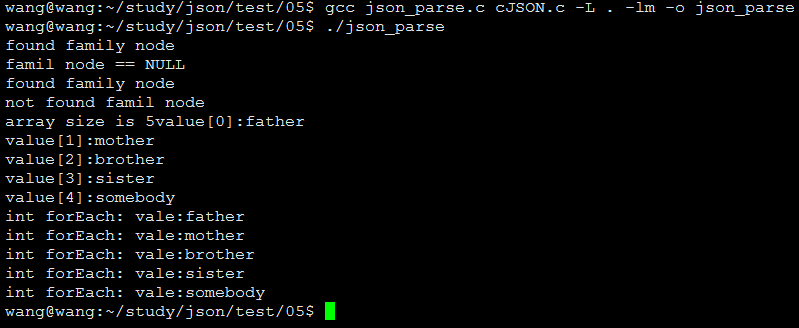 wang@wang:~/study/json/test/05$ gcc json_parse.c cJSON.c -L . -lm -o json_parse
wang@wang:~/study/json/test/05$ ./json_parse
found family node
famil node == NULL
found family node
not found famil node
array size is 5value[0]:father
value[1]:mother
value[2]:brother
value[3]:sister
value[4]:somebody
int forEach: vale:father
int forEach: vale:mother
int forEach: vale:brother
int forEach: vale:sister
int forEach: vale:somebody
wang@wang:~/study/json/test/05$